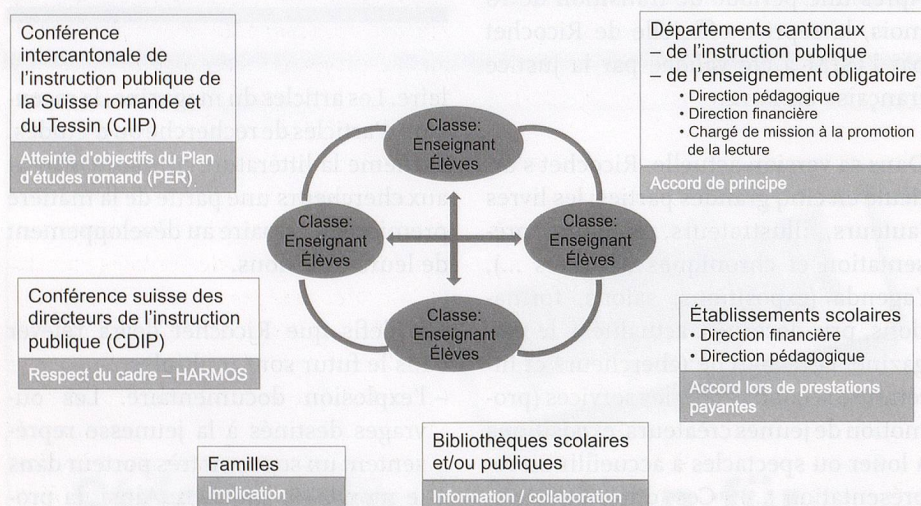 Conférence
intercantonale de
l'instruction publique de
la Suisse romande et
du Tessin (CIIP)
Atteinte d'objectifs du Plan
d'études romand (PER)
Départements cantonaux
– de l'instruction publique
– de l'enseignement obligatoire
• Direction pédagogique
• Direction financière
• Chargé de mission à la promotion
de la lecture
Accord de principe
Classe:
Enseignant
Élèves
Classe:
Enseignant
Élèves
Classe:
Enseignant
Élèves
Classe:
Enseignant
Élèves
Conférence suisse des
directeurs de l'instruction
publique (CDIP)
Respect du cadre – HARMOS
Établissements scolaires
• Direction financière
• Direction pédagogique
Accord lors de prestations
payantes
Familles
Implication
Bibliothèques scolaires
et/ou publiques
Information / collaboration